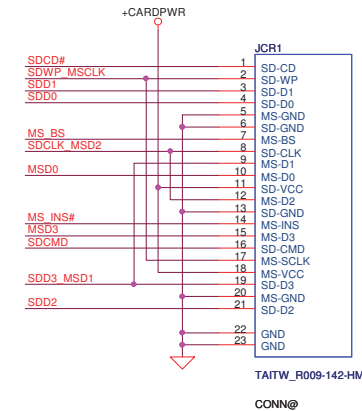 +CARDPWR
JCR1
SDCD# 1 SD-CD
SDWP_MSCLK 2 SD-WP
SDD1 3 SD-D1
SDD0 4 SD-D0
5 MS-GND
6 SD-GND
MS_BS 7 MS-BS
SDCLK_MSD2 8 SD-CLK
9 MS-D1
MSD0 10 MS-D0
11 SD-VCC
12 MS-D2
13 SD-GND
MS_INS# 14 MS-INS
MSD3 15 MS-D3
SDCMD 16 SD-CMD
17 MS-SCLK
18 MS-VCC
SDD3_MSD1 19 SD-D3
20 MS-GND
SDD2 21 SD-D2
22 GND
23 GND
TAITW_R009-142-HM
CONN@